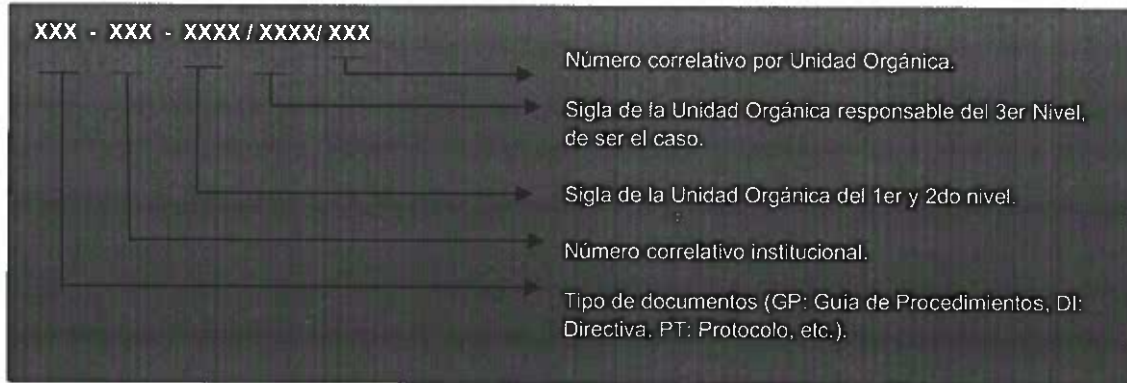 XXX - XXX - XXXX / XXXX/ XXX
Número correlativo por Unidad Orgánica.
Sigla de la Unidad Orgánica responsable del 3er Nivel,
de ser el caso.
Sigla de la Unidad Orgánica del 1er y 2do nivel.
Número correlativo institucional.
Tipo de documentos (GP: Guia de Procedimientos, DI:
Directiva, PT: Protocolo, etc.).